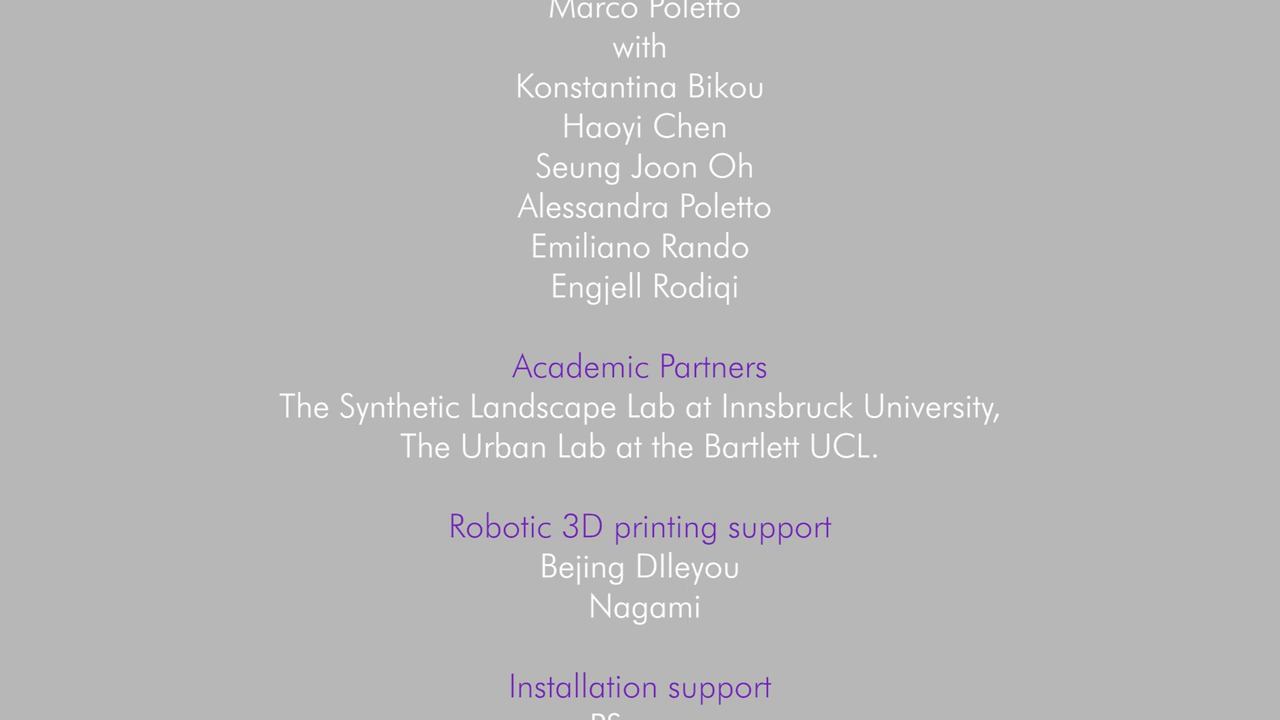 Marco Poletto
with
Konstantina Bikou
Haoyi Chen
Seung Joon Oh
Alessandra Poletto
Emiliano Rando
Engjell Rodiqi
Academic Partners
The Synthetic Landscape Lab at Innsbruck University,
The Urban Lab at the Bartlett UCL.
Robotic 3D printing support
Bejing DIleyou
Nagami
Installation support